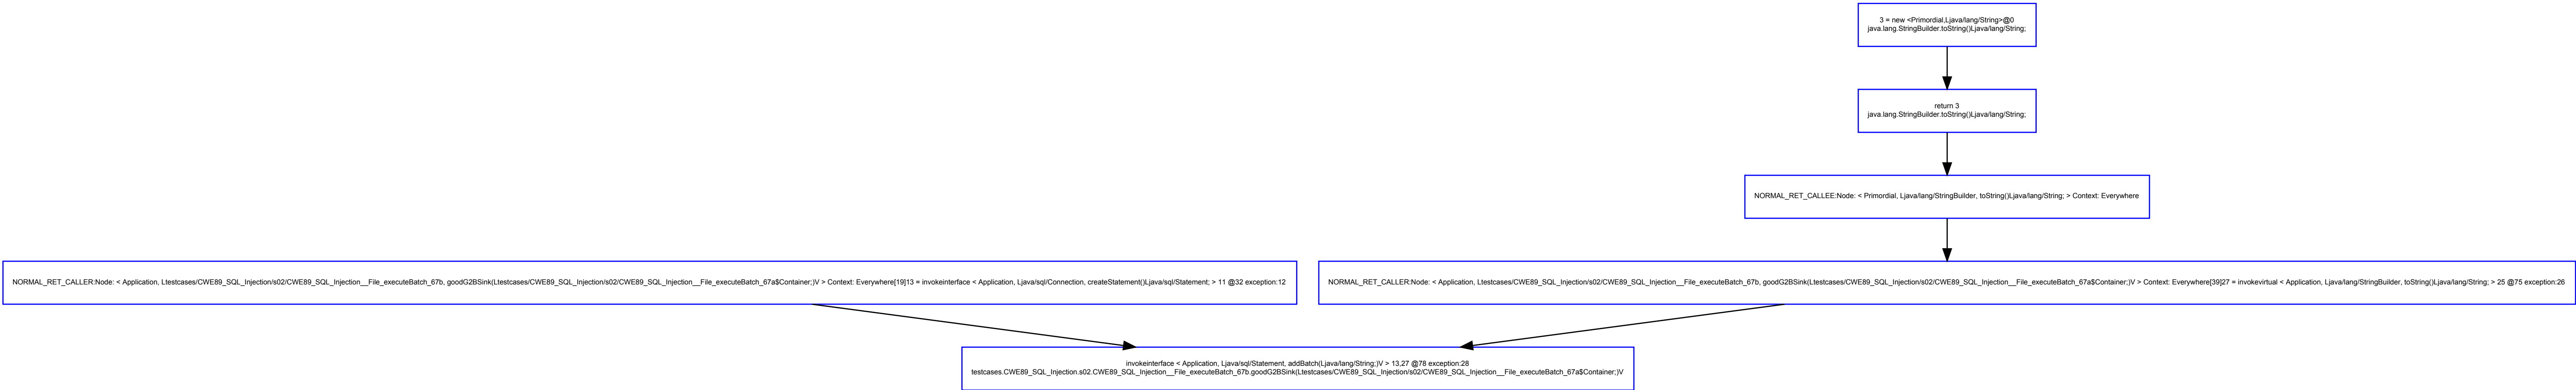 3 = new <Primordial,Ljava/lang/String>@0
java.lang.StringBuilder.toString()Ljava/lang/String;
return 3
java.lang.StringBuilder.toString()Ljava/lang/String;
NORMAL_RET_CALLEE:Node: < Primordial, Ljava/lang/StringBuilder, toString()Ljava/lang/String; > Context: Everywhere
NORMAL_RET_CALLER:Node: < Application, Ltestcases/CWE89_SQL_Injection/s02/CWE89_SQL_Injection__File_executeBatch_67b, goodG2BSink(Ltestcases/CWE89_SQL_Injection/s02/CWE89_SQL_Injection__File_executeBatch_67a$Container;)V > Context: Everywhere[19]13 = invokeinterface < Application, Ljava/sql/Connection, createStatement()Ljava/sql/Statement; > 11 @32 exception:12
NORMAL_RET_CALLER:Node: < Application, Ltestcases/CWE89_SQL_Injection/s02/CWE89_SQL_Injection__File_executeBatch_67b, goodG2BSink(Ltestcases/CWE89_SQL_Injection/s02/CWE89_SQL_Injection__File_executeBatch_67a$Container;)V > Context: Everywhere[39]27 = invokevirtual < Application, Ljava/lang/StringBuilder, toString()Ljava/lang/String; > 25 @75 exception:26
invokeinterface < Application, Ljava/sql/Statement, addBatch(Ljava/lang/String;)V > 13,27 @78 exception:28
testcases.CWE89_SQL_Injection.s02.CWE89_SQL_Injection__File_executeBatch_67b.goodG2BSink(Ltestcases/CWE89_SQL_Injection/s02/CWE89_SQL_Injection__File_executeBatch_67a$Container;)V